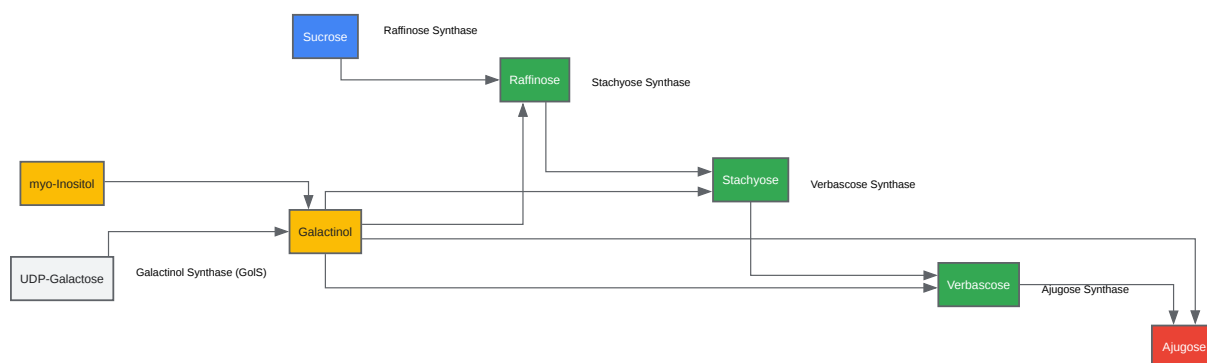 Sucrose
Raffinose Synthase
Raffinose
Stachyose Synthase
myo-Inositol
Stachyose
Verbascose Synthase
Galactinol
UDP-Galactose
Galactinol Synthase (GolS)
Verbascose
Ajugose Synthase
Ajugose